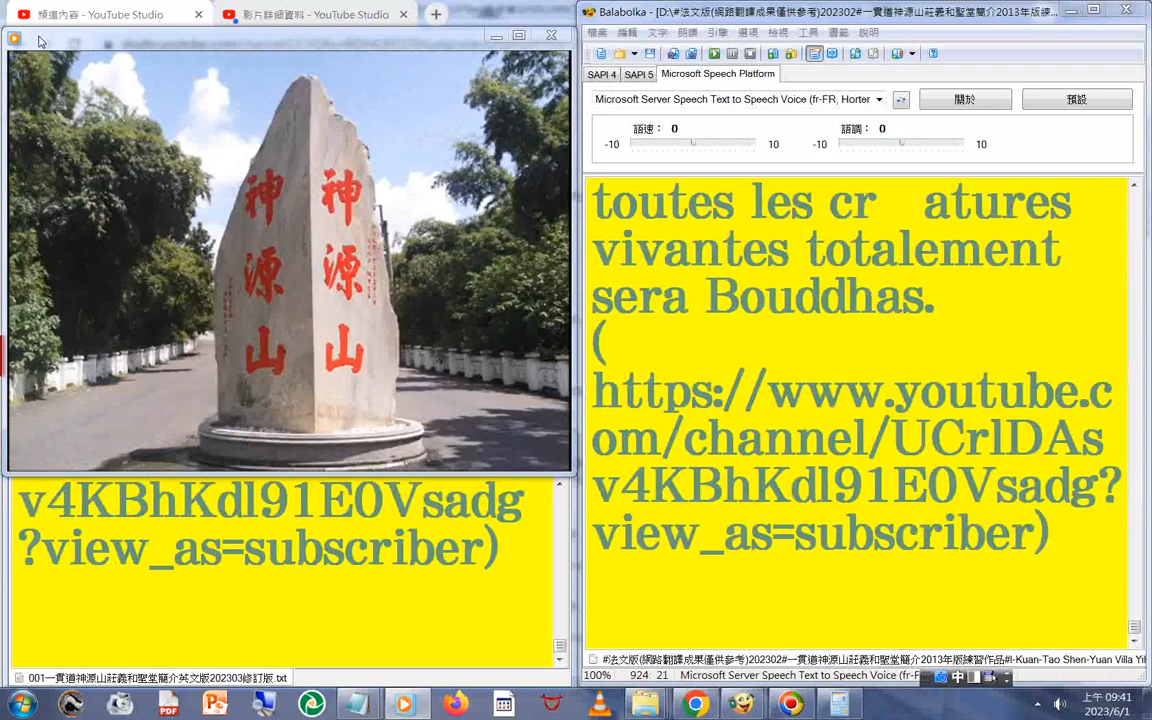 頻道內容 - YouTube Studio
影片詳細資料 - YouTube Studio
Balabolka - [D:\#法文版(網路翻譯成果僅供參考)202302#一貫道神源山莊義和聖堂簡介2013年版練...
檔案 編輯 文字 朗讀 引擎 選項 檢視 工具 書籤 說明
SAPI 4 SAPI 5 Microsoft Speech Platform
Microsoft Server Speech Text to Speech Voice (fr-FR, Horter
關於
預設
語速： 0
語調： 0
-10 10 -10 10
神源山
神源山
toutes les cr atures
vivantes totalement
sera Bouddhas.
(
https://www.youtube.c
om/channel/UCrlDAs
v4KBhKdl91E0Vsadg?
view_as=subscriber)
v4KBhKdl91E0Vsadg
?view_as=subscriber)
001一貫道神源山莊義和聖堂簡介英文版202303修訂版.txt
#法文版(網路翻譯成果僅供參考)202302#一貫道神源山莊義和聖堂簡介2013年版練習作品#I-Kuan-Tao Shen-Yuan Villa Yi
100% 924: 21 Microsoft Server Speech Text to Speech Voice (fr-F
中
PDF
上午 09:41
2023/6/1